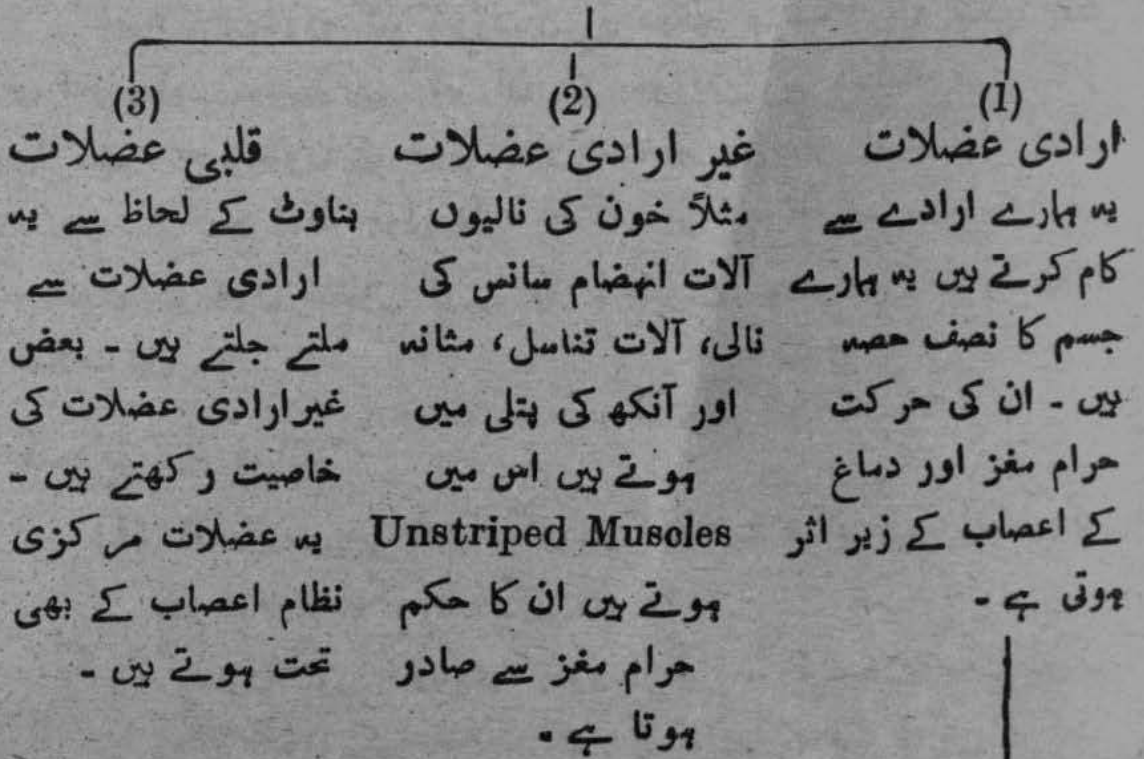 (1)
ارادی عضلات
یہ ہمارے ارادے سے
کام کرتے ہیں یہ ہمارے
جسم کا نصف حصہ
ہیں ۔ ان کی حرکت
حرام مغز اور دماغ
کے اعصاب کے زیر اثر
ہوتی ہے ۔
(2)
غیر ارادی عضلات
مثلاً خون کی نالیوں
آلات انہضام سانس کی
نالی، آلات تناسل، مثانہ
اور آنکھ کی پتلی میں
ہوتے ہیں اس میں
Unstriped Muscles
ہوتے ہیں ان کا حکم
حرام مغز سے صادر
ہوتا ہے ۔
(3)
قلبی عضلات
بناوٹ کے لحاظ سے یہ
ارادی عضلات سے
ملتے جلتے ہیں ۔ بعض
غیرارادی عضلات کی
خاصیت رکھتے ہیں ۔
یہ عضلات مرکزی
نظام اعصاب کے بھی
تحت ہوتے ہیں ۔